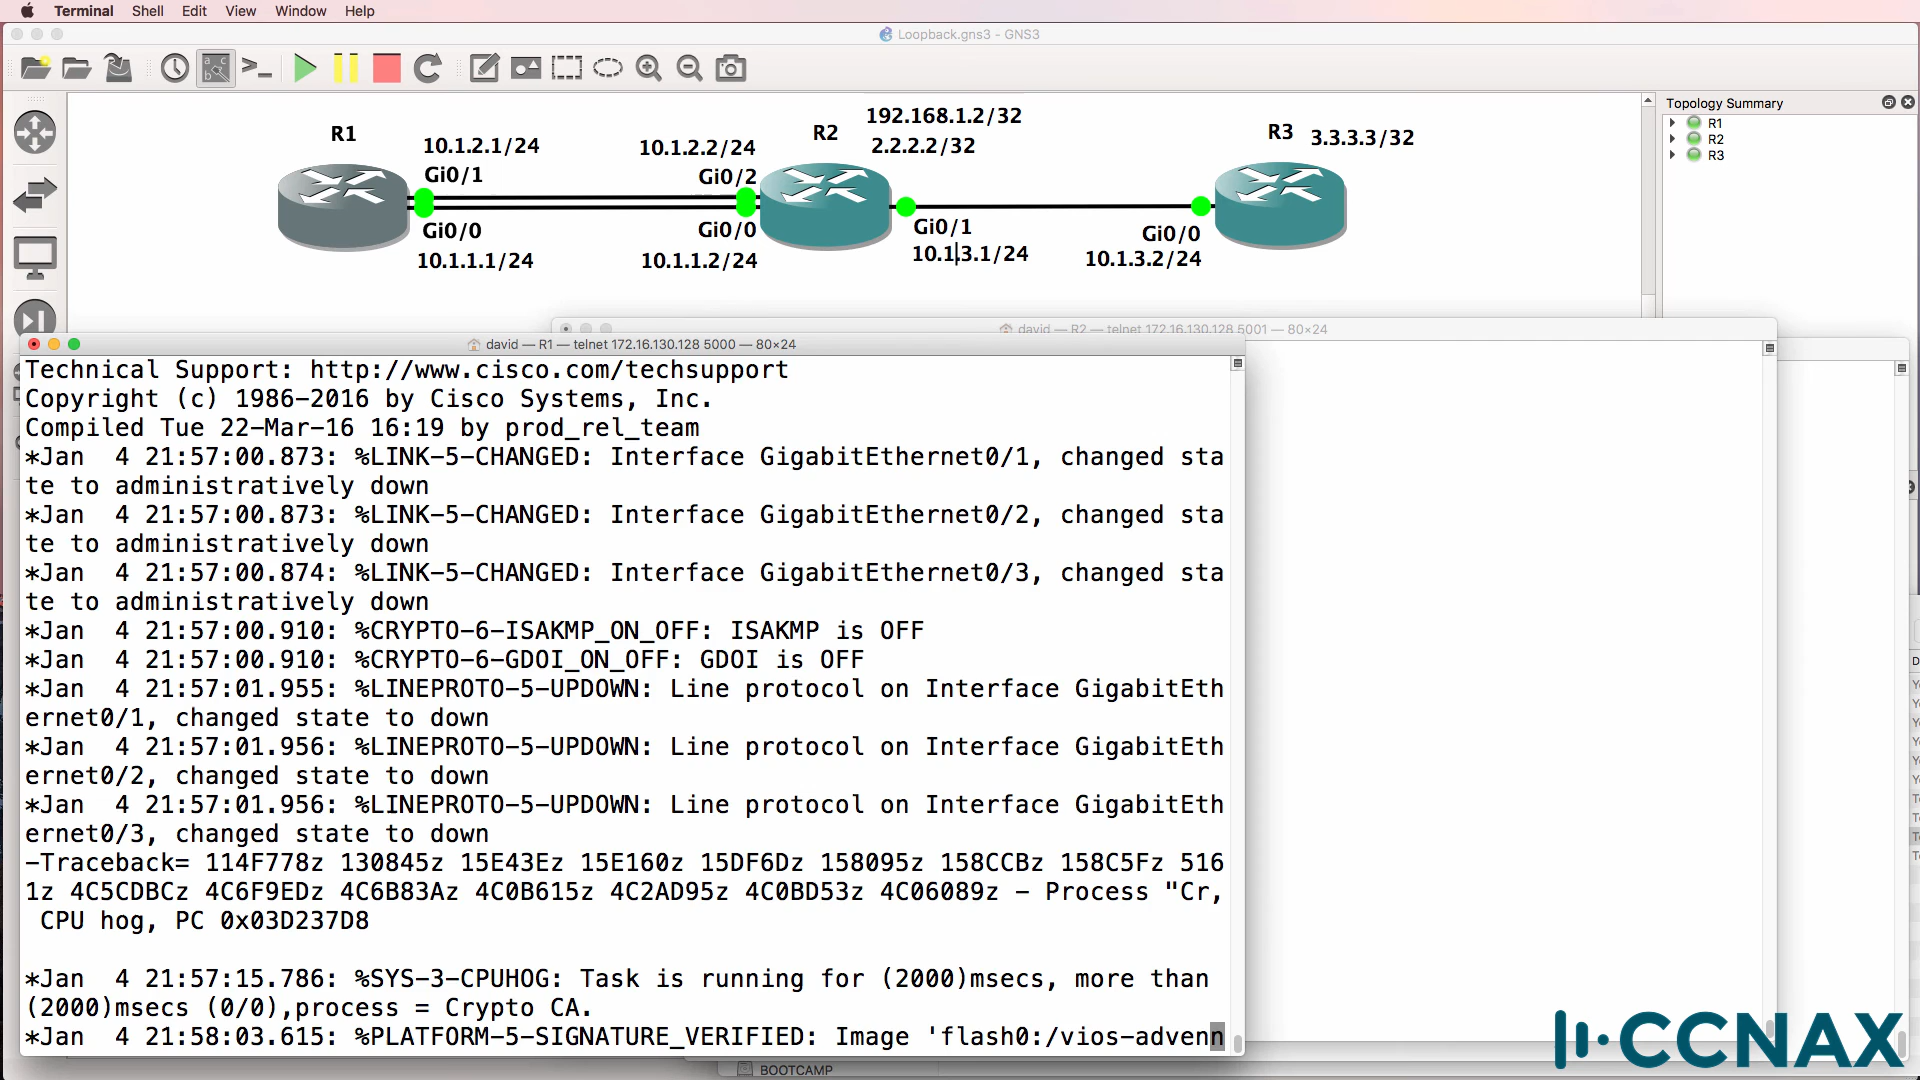 Terminal Shell Edit View Window Help
Loopback.gns3 - GNS3
Topology Summary
R1
R2
R3
192.168.1.2/32
R1
R2
R3
3.3.3.3/32
10.1.2.1/24
10.1.2.2/24
2.2.2.2/32
Gi0/1
Gi0/2
Gi0/0
Gi0/0
Gi0/1
Gi0/0
10.1.1.1/24
10.1.1.2/24
10.1.3.1/24
10.1.3.2/24
david — R2 — telnet 172.16.130.128 5001 — 80×24
david — R1 — telnet 172.16.130.128 5000 — 80×24
Technical Support: http://www.cisco.com/techsupport
Copyright (c) 1986-2016 by Cisco Systems, Inc.
Compiled Tue 22-Mar-16 16:19 by prod_rel_team
*Jan  4 21:57:00.873: %LINK-5-CHANGED: Interface GigabitEthernet0/1, changed sta
te to administratively down
*Jan  4 21:57:00.873: %LINK-5-CHANGED: Interface GigabitEthernet0/2, changed sta
te to administratively down
*Jan  4 21:57:00.874: %LINK-5-CHANGED: Interface GigabitEthernet0/3, changed sta
te to administratively down
*Jan  4 21:57:00.910: %CRYPTO-6-ISAKMP_ON_OFF: ISAKMP is OFF
*Jan  4 21:57:00.910: %CRYPTO-6-GDOI_ON_OFF: GDOI is OFF
*Jan  4 21:57:01.955: %LINEPROTO-5-UPDOWN: Line protocol on Interface GigabitEth
ernet0/1, changed state to down
*Jan  4 21:57:01.956: %LINEPROTO-5-UPDOWN: Line protocol on Interface GigabitEth
ernet0/2, changed state to down
*Jan  4 21:57:01.956: %LINEPROTO-5-UPDOWN: Line protocol on Interface GigabitEth
ernet0/3, changed state to down
-Traceback= 114F778z 130845z 15E43Ez 15E160z 15DF6Dz 158095z 158CCBz 158C5Fz 516
1z 4C5CDBCz 4C6F9EDz 4C6B83Az 4C0B615z 4C2AD95z 4C0BD53z 4C06089z - Process "Cr,
 CPU hog, PC 0x03D237D8
*Jan  4 21:57:15.786: %SYS-3-CPUHOG: Task is running for (2000)msecs, more than
(2000)msecs (0/0),process = Crypto CA.
*Jan  4 21:58:03.615: %PLATFORM-5-SIGNATURE_VERIFIED: Image 'flash0:/vios-advenn
BOOTCAMP
CCNAX